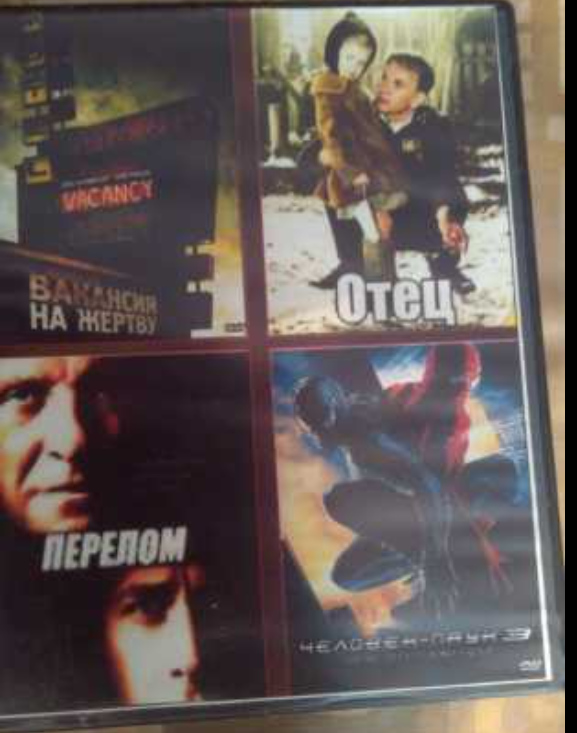 VACANCY
ВАКАНСИЯ
НА ЖЕРТВУ
Отец
ПЕРЕЛОМ
ЧЕЛОВЕК-ПАУК 3